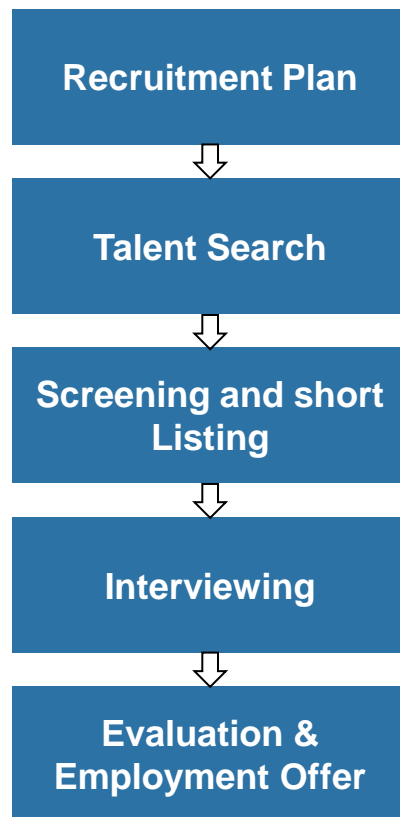 Recruitment Plan
Talent Search
Screening and short
Listing
Interviewing
Evaluation &
Employment Offer